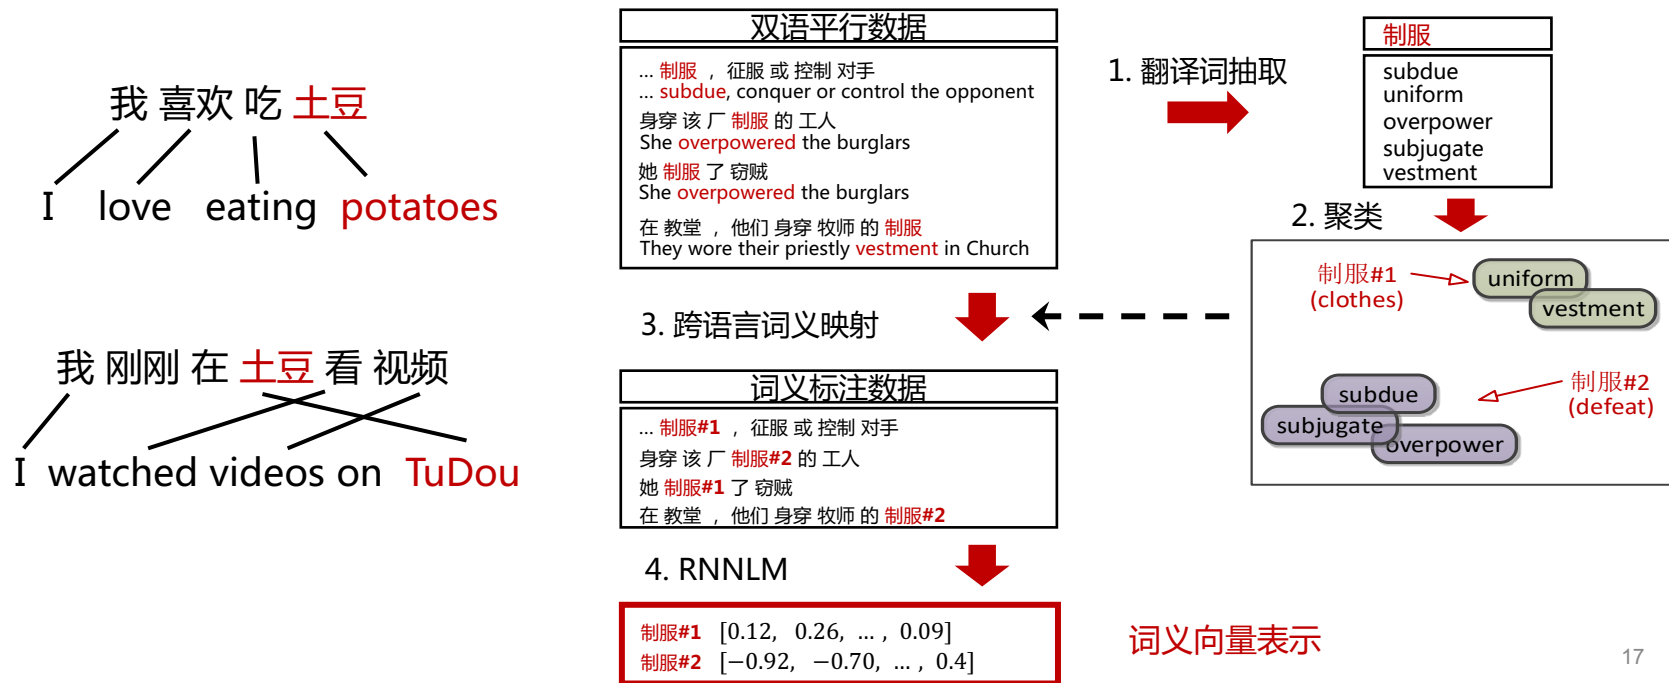 我 喜欢 吃 土豆
I love eating potatoes
我 刚刚 在 土豆 看 视频
I watched videos on TuDou
双语平行数据
... 制服 ， 征服 或 控制 对手
... subdue, conquer or control the opponent
身穿 该 厂 制服 的 工人
She overpowered the burglars
她 制服 了 窃贼
She overpowered the burglars
在 教堂 ， 他们 身穿 牧师 的 制服
They wore their priestly vestment in Church
1. 翻译词抽取
制服
subdue
uniform
overpower
subjugate
vestment
2. 聚类
制服#1
(clothes)
uniform
vestment
制服#2
(defeat)
subdue
subjugate
overpower
3. 跨语言词义映射
词义标注数据
... 制服#1 ， 征服 或 控制 对手
身穿 该 厂 制服#2 的 工人
她 制服#1 了 窃贼
在 教堂 ， 他们 身穿 牧师 的 制服#2
4. RNNLM
制服#1 [0.12, 0.26, … , 0.09]
制服#2 [−0.92, −0.70, … , 0.4]
词义向量表示
17